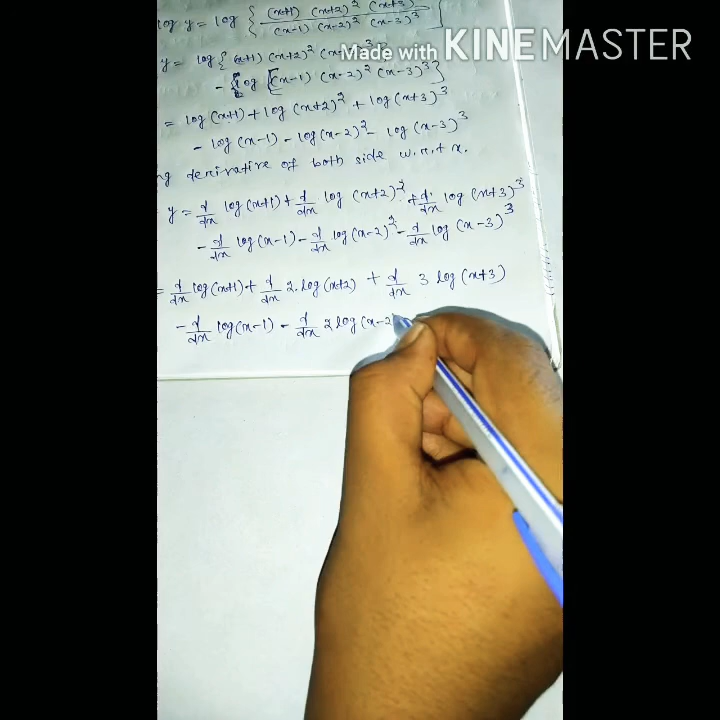 log y = log { (x+1) (x+2)² (x+3)³ / (x-1) (x-2)² (x-3)³ }
Made with KINEMASTER
y = log { (x+1) (x+2)²
- { log [(x-1) (x-2)² (x-3)³ }
= log (x+1) + log (x+2)² + log (x+3)³
- log (x-1) - log (x-2)² - log (x-3)³
derivative of both side w.r.t x.
y = d/dx log (x+1) + d/dx log (x+2)² + d/dx log (x+3)³
- d/dx log (x-1) - d/dx log (x-2)² - d/dx log (x-3)³
= d/dx log (x+1) + d/dx 2. log (x+2) + d/dx 3 log (x+3)
- d/dx log (x-1) - d/dx 2 log (x-2